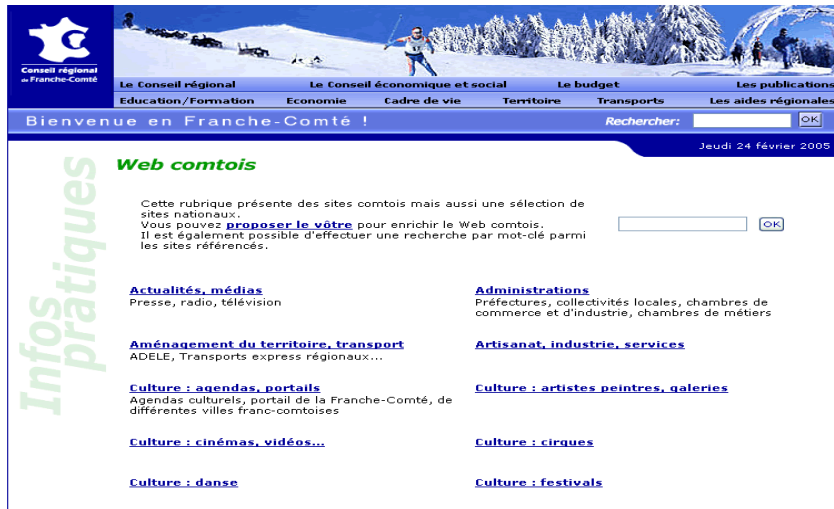 Conseil régional
de Franche-Comté
Le Conseil régional Le Conseil économique et social Le budget Les publications
Education/Formation Economie Cadre de vie Territoire Transports Les aides régionales
Bienvenue en Franche-Comté ! Rechercher: OK
Jeudi 24 février 2005
Infos pratiques
Web comtois
Cette rubrique présente des sites comtois mais aussi une sélection de
sites nationaux.
Vous pouvez proposer le vôtre pour enrichir le Web comtois.
Il est également possible d'effectuer une recherche par mot-clé parmi
les sites référencés.
OK
Actualités, médias
Presse, radio, télévision
Administrations
Préfectures, collectivités locales, chambres de
commerce et d'industrie, chambres de métiers
Aménagement du territoire, transport
ADELE, Transports express régionaux...
Artisanat, industrie, services
Culture : agendas, portails
Agendas culturels, portail de la Franche-Comté, de
différentes villes franc-comtoises
Culture : artistes peintres, galeries
Culture : cinémas, vidéos...
Culture : cirques
Culture : danse
Culture : festivals